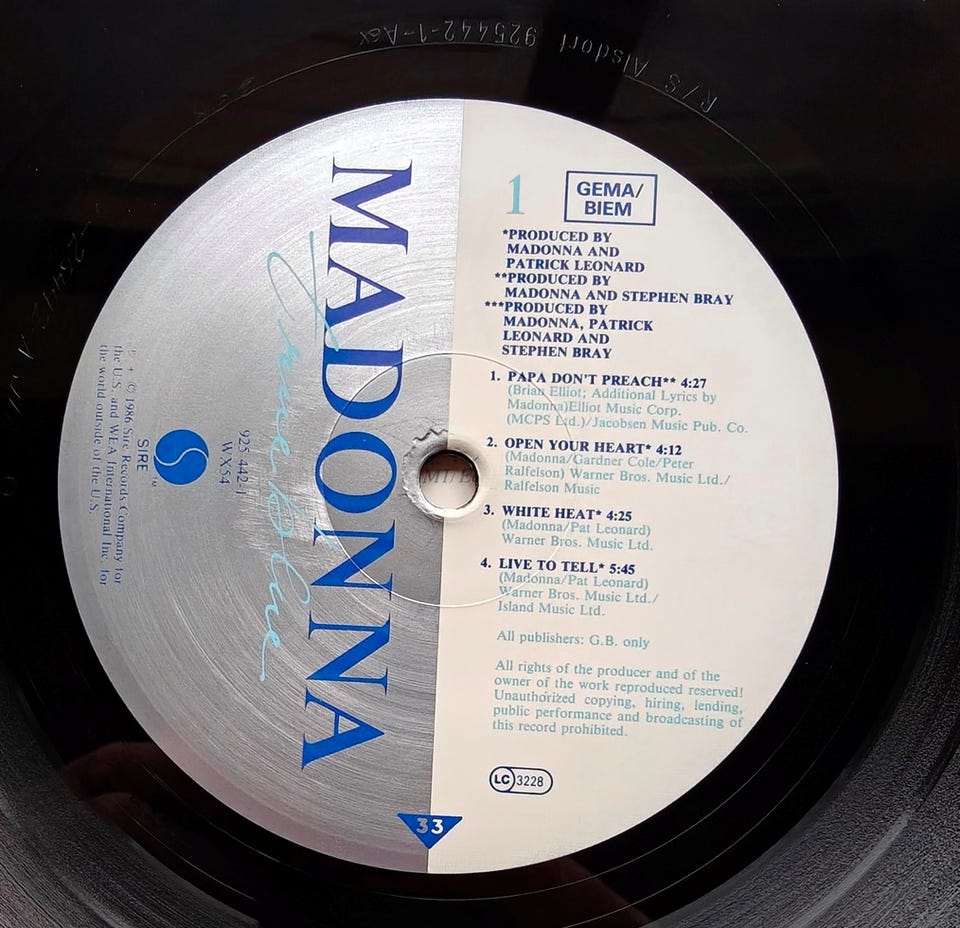 R/S Alsdorf 925442-1-A
MADONNA
True Blue
925 442-1
WX54
SIRE
℗ + © 1986 Sire Records Company for
the U.S. and WEA International Inc. for
the world outside of the U.S.
1
GEMA/
BIEM
*PRODUCED BY
MADONNA AND
PATRICK LEONARD
**PRODUCED BY
MADONNA AND STEPHEN BRAY
***PRODUCED BY
MADONNA, PATRICK
LEONARD AND
STEPHEN BRAY
1. PAPA DON'T PREACH** 4:27
(Brian Elliot; Additional Lyrics by
Madonna)Elliot Music Corp.
(MCPS Ltd.)/Jacobsen Music Pub. Co.
2. OPEN YOUR HEART* 4:12
(Madonna/Gardner Cole/Peter
Ralfelson) Warner Bros. Music Ltd./
Ralfelson Music
3. WHITE HEAT* 4:25
(Madonna/Pat Leonard)
Warner Bros. Music Ltd.
4. LIVE TO TELL* 5:45
(Madonna/Pat Leonard)
Warner Bros. Music Ltd./
Island Music Ltd.
All publishers: G.B. only
All rights of the producer and of the
owner of the work reproduced reserved!
Unauthorized copying, hiring, lending,
public performance and broadcasting of
this record prohibited.
LC 3228
33